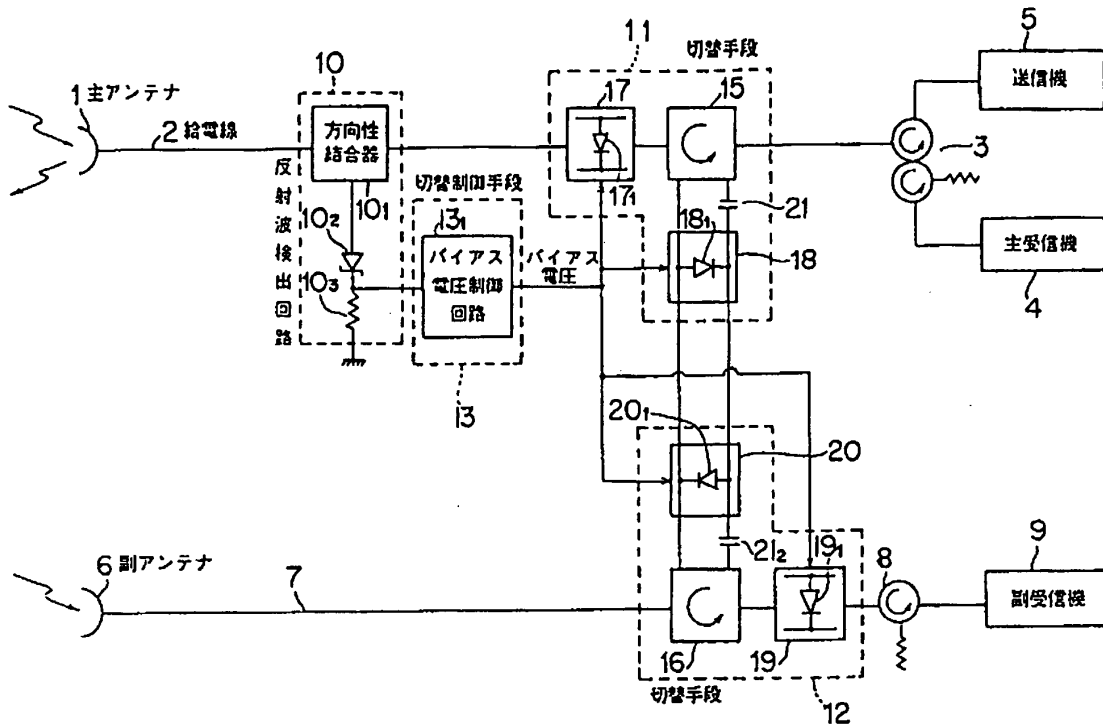 11
切替手段
5
送信機
1 主アンテナ
10
17
15
2 給電線
方向性
結合器
10₁
3
反射波検出回路
切替制御手段
17₁
21
10₂
13₁
18₁
主受信機
10₃
バイアス
電圧制御
回路
バイアス
電圧
18
4
13
20₁
20
6 副アンテナ
21₂
19₁
9
7
8
副受信機
16
19
切替手段
12